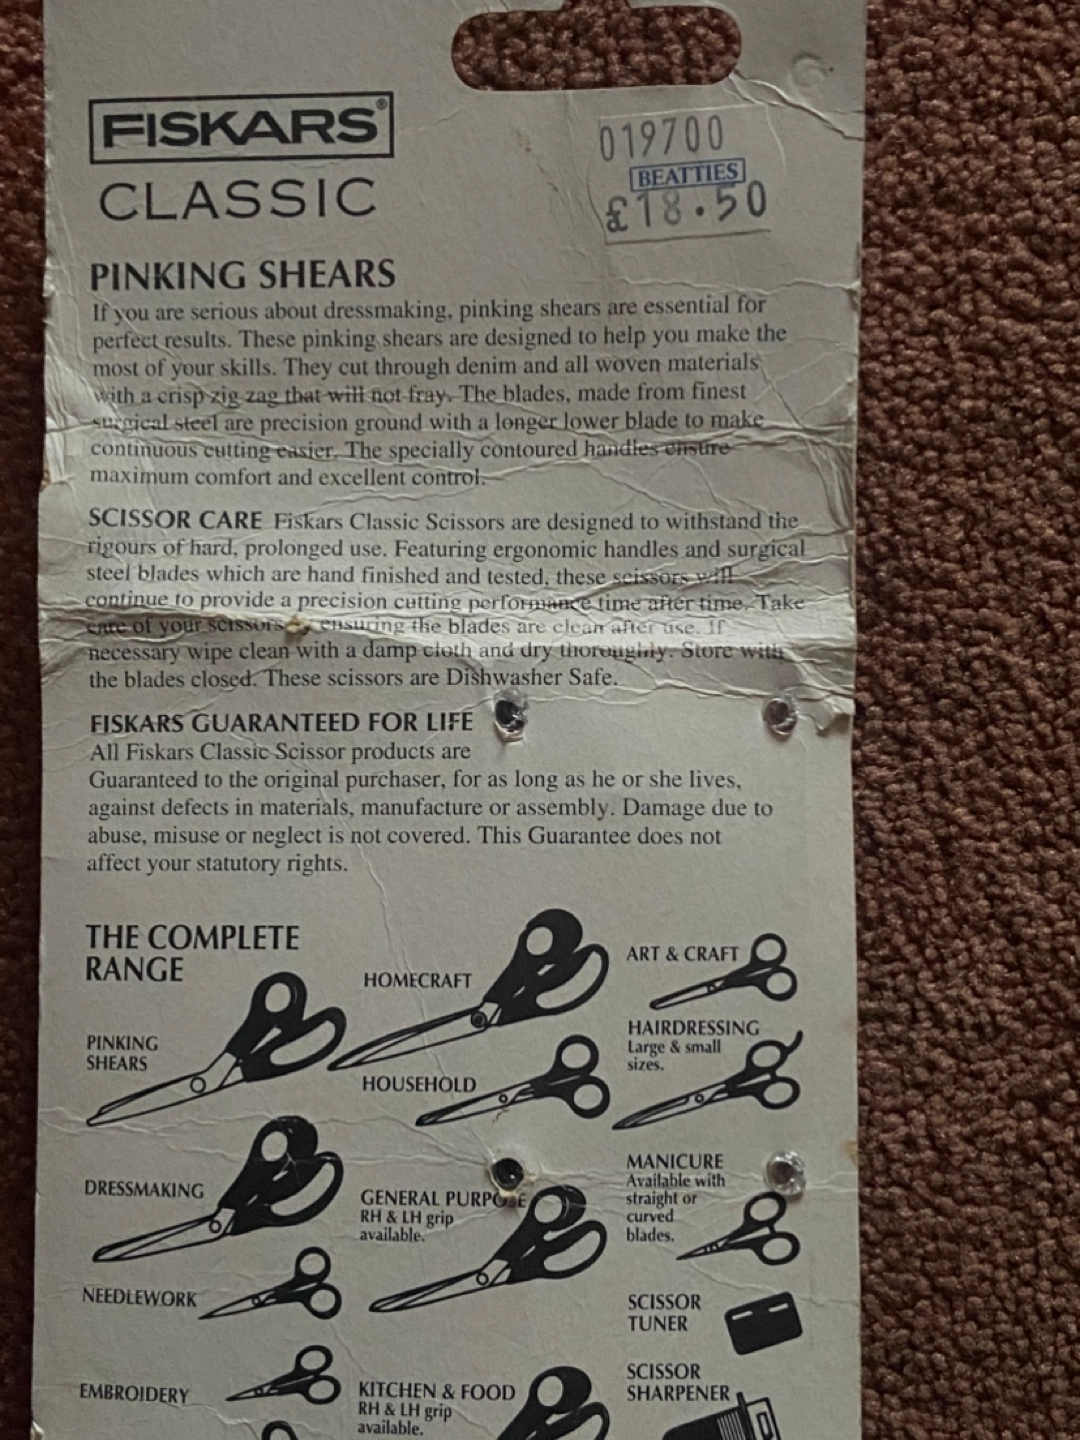 FISKARS®
CLASSIC
019700
BEATTIES
£18.50
PINKING SHEARS
If you are serious about dressmaking, pinking shears are essential for
perfect results. These pinking shears are designed to help you make the
most of your skills. They cut through denim and all woven materials
with a crisp zig zag that will not fray. The blades, made from finest
surgical steel are precision ground with a longer lower blade to make
continuous cutting easier. The specially contoured handles ensure
maximum comfort and excellent control.
SCISSOR CARE Fiskars Classic Scissors are designed to withstand the
rigours of hard, prolonged use. Featuring ergonomic handles and surgical
steel blades which are hand finished and tested, these scissors will
continue to provide a precision cutting performance time after time. Take
care of your scissors ensuring the blades are clean after use. If
necessary wipe clean with a damp cloth and dry thoroughly. Store with
the blades closed. These scissors are Dishwasher Safe.
FISKARS GUARANTEED FOR LIFE
All Fiskars Classic Scissor products are
Guaranteed to the original purchaser, for as long as he or she lives,
against defects in materials, manufacture or assembly. Damage due to
abuse, misuse or neglect is not covered. This Guarantee does not
affect your statutory rights.
THE COMPLETE
RANGE
PINKING
SHEARS
DRESSMAKING
NEEDLEWORK
EMBROIDERY
HOMECRAFT
HOUSEHOLD
GENERAL PURPOSE
RH & LH grip
available.
KITCHEN & FOOD
RH & LH grip
available.
ART & CRAFT
HAIRDRESSING
Large & small
sizes.
MANICURE
Available with
straight or
curved
blades.
SCISSOR
TUNER
SCISSOR
SHARPENER